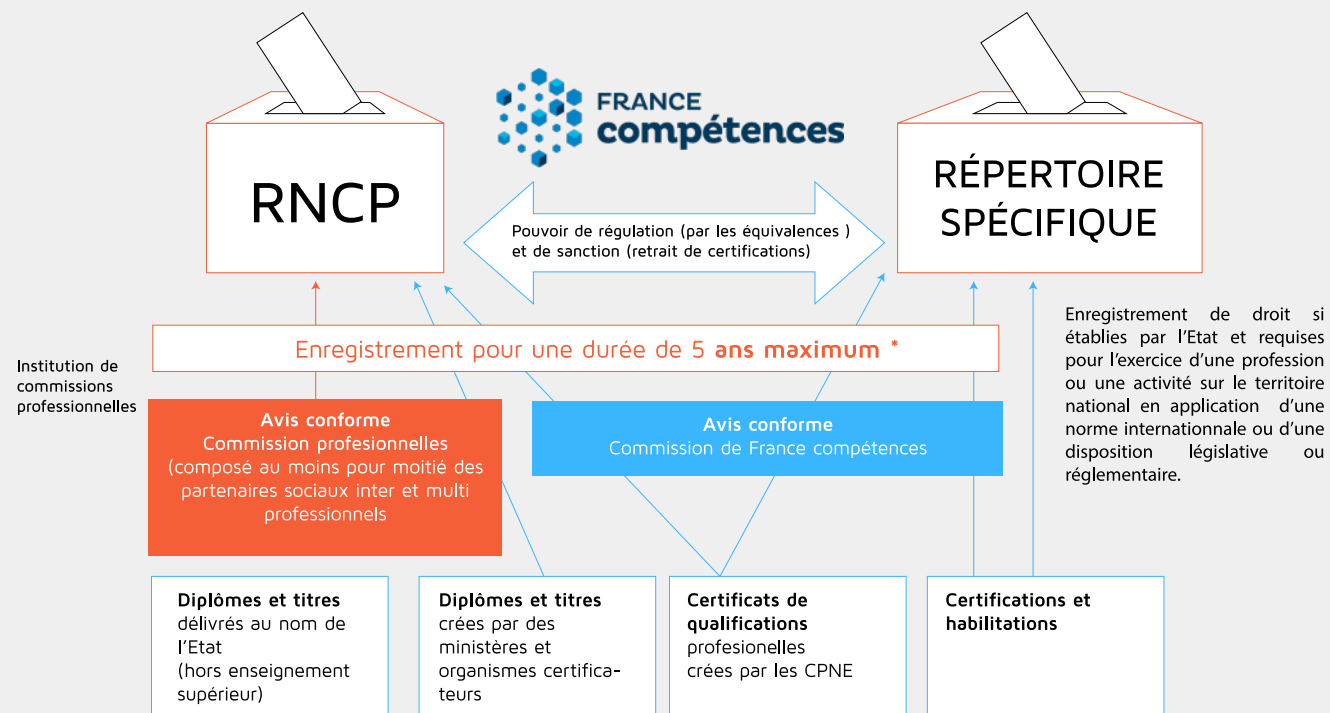 FRANCE
compétences
RNCP
RÉPERTOIRE
SPÉCIFIQUE
Pouvoir de régulation (par les équivalences )
et de sanction (retrait de certifications)
Enregistrement pour une durée de 5 ans maximum *
Institution de
commissions
professionnelles
Avis conforme
Commission profesionnelles
(composé au moins pour moitié des
partenaires sociaux inter et multi
professionnels
Avis conforme
Commission de France compétences
Enregistrement de droit si
établies par l'Etat et requises
pour l'exercice d'une profession
ou une activité sur le territoire
national en application d'une
norme internationnale ou d'une
disposition législative ou
réglementaire.
Diplômes et titres
délivrés au nom de
l'Etat
(hors enseignement
supérieur)
Diplômes et titres
crées par des
ministères et
organismes certifica-
teurs
Certificats de
qualifications
profesionelles
crées par les CPNE
Certifications et
habilitations